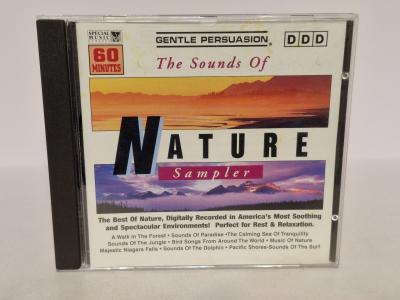 SPECIAL MUSIC
60
MINUTES
GENTLE PERSUASION®
DDD
The Sounds Of
NATURE
Sampler
The Best Of Nature, Digitally Recorded in America's Most Soothing
and Spectacular Environments! Perfect for Rest & Relaxation.
A Walk In The Forest • Sounds Of Paradise • The Calming Sea Of Tranquility
Sounds Of The Jungle • Bird Songs From Around The World • Music Of Nature
Majestic Niagara Falls • Sounds Of The Dolphin • Pacific Shores-Sounds Of The Surf